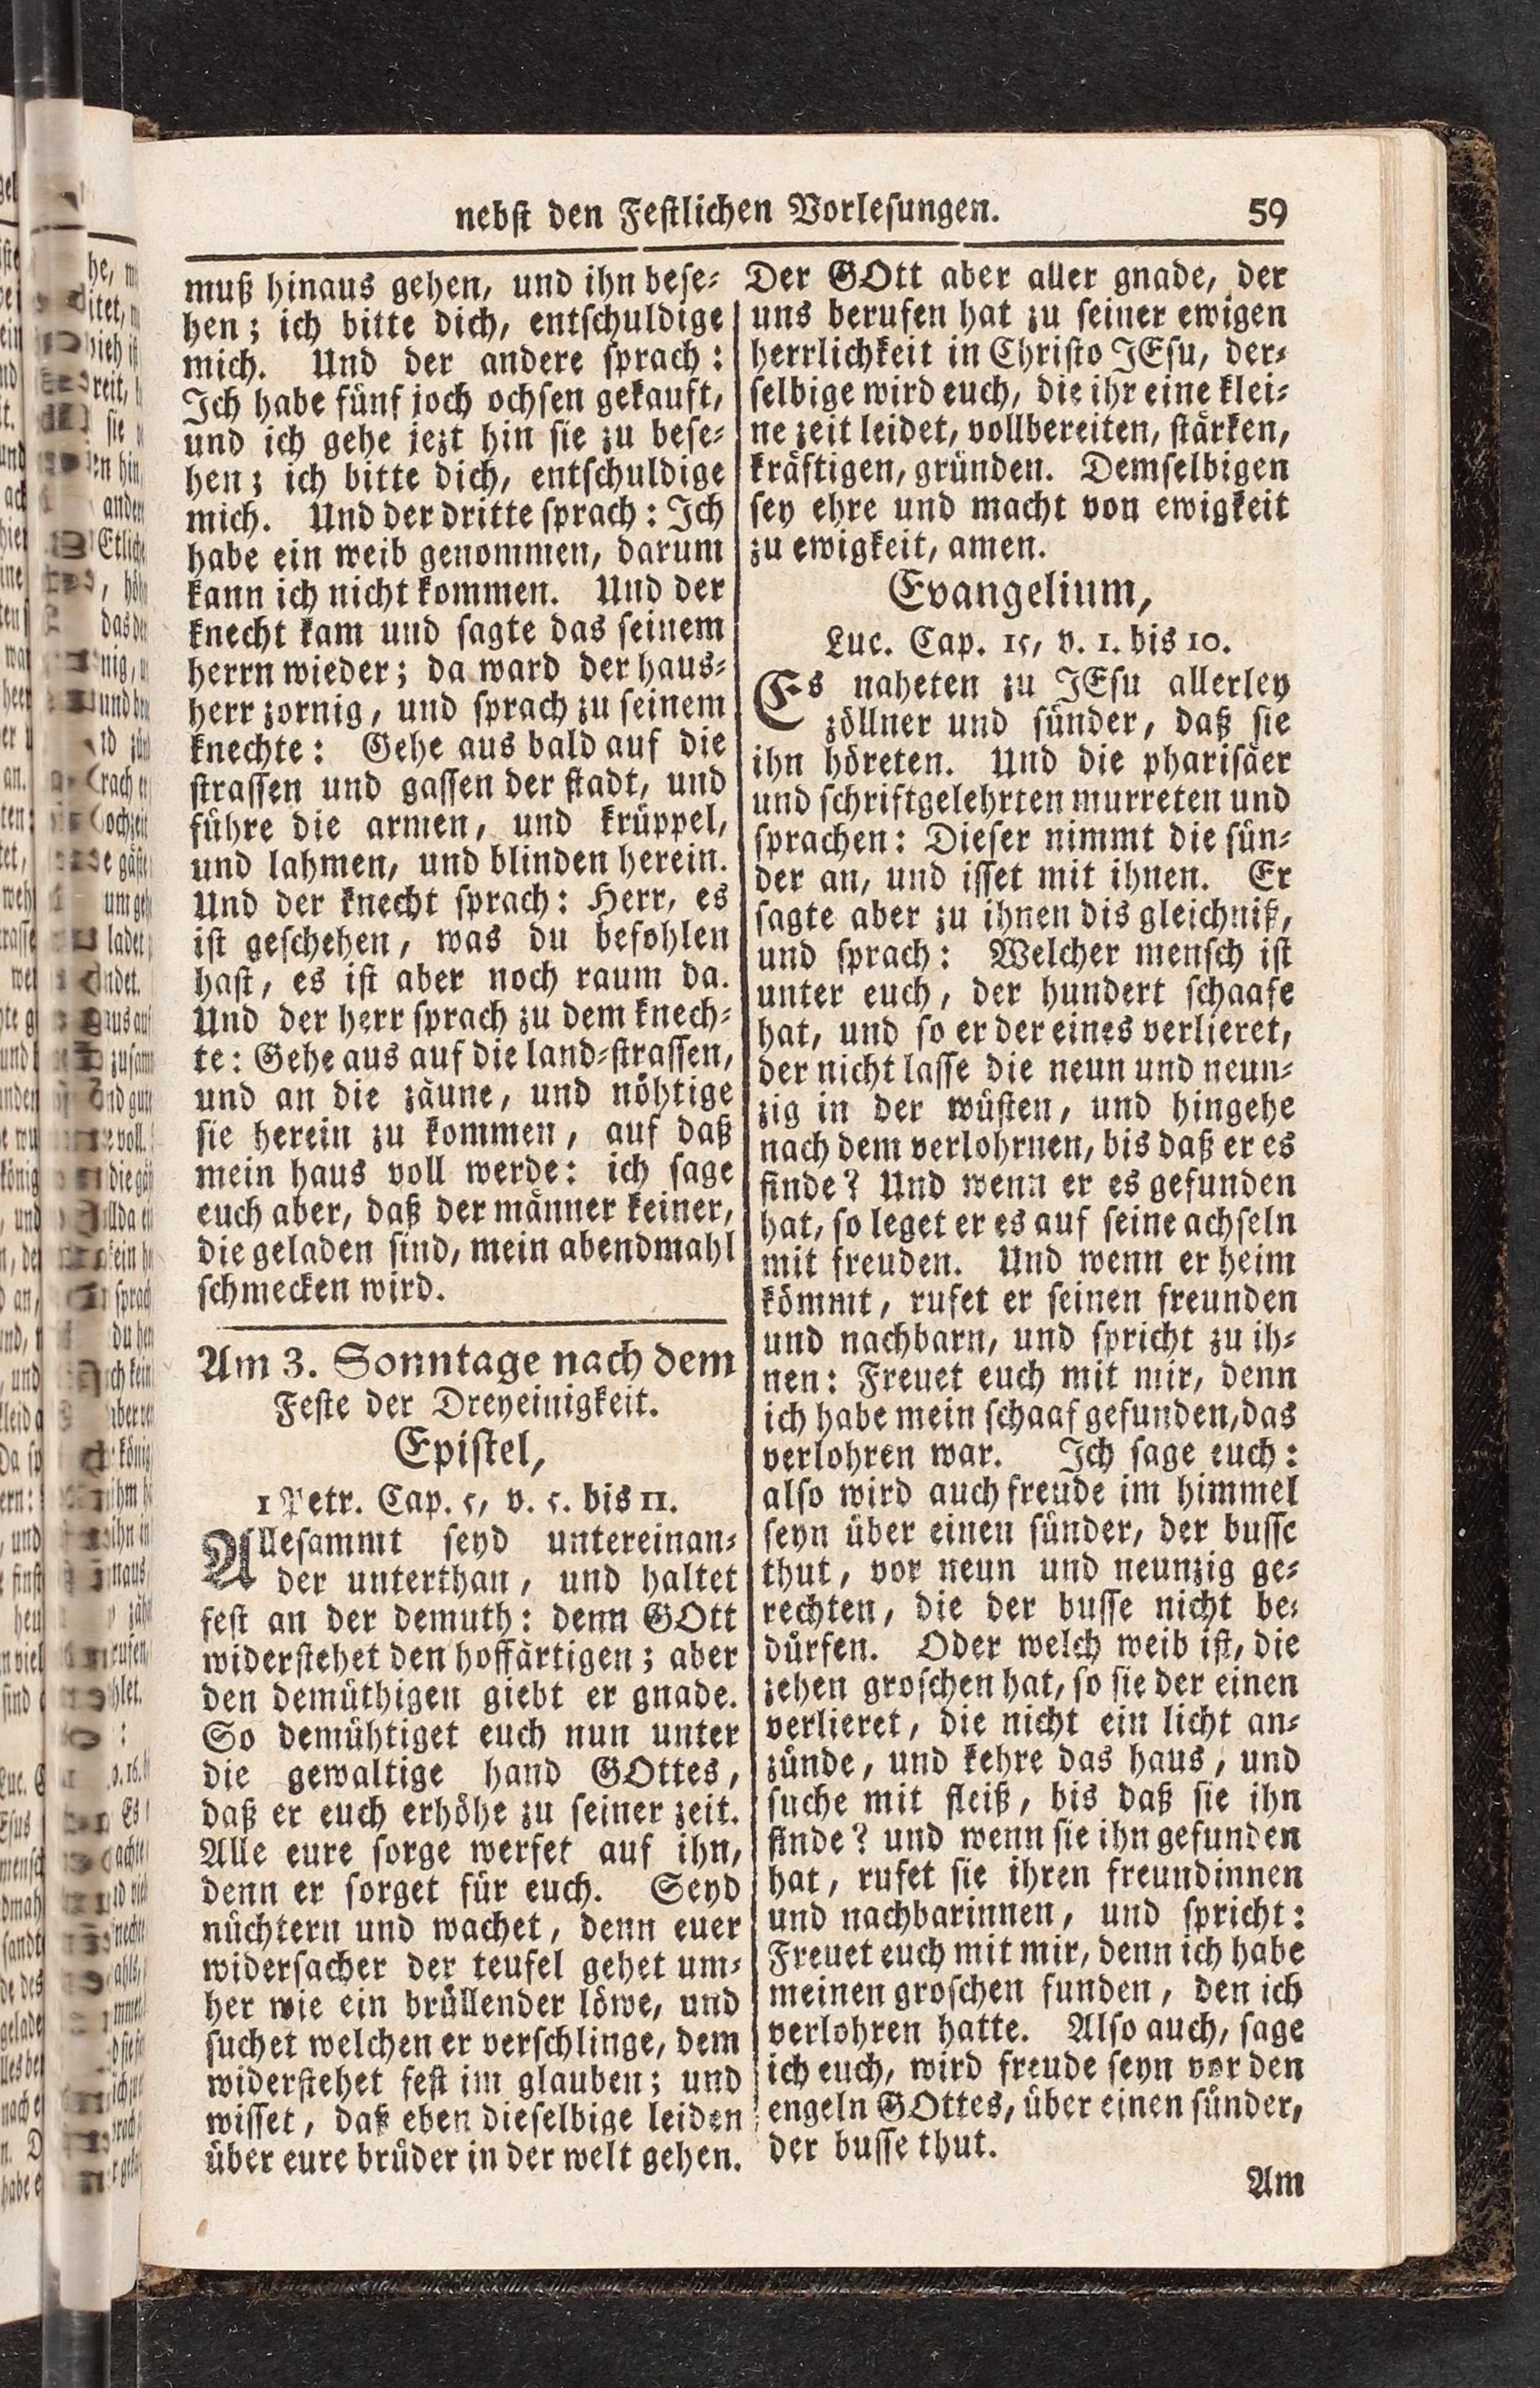 nebst den Festlichen Vorlesungen. 59
muß hinaus gehen, und ihn bese-
hen; ich bitte dich, entschuldige
mich. Und der andere sprach:
Ich habe fünf joch ochsen gekauft,
und ich gehe jezt hin sie zu bese-
hen; ich bitte dich, entschuldige
mich. Und der dritte sprach: Ich
habe ein weib genommen, darum
kann ich nicht kommen. Und der
knecht kam und sagte das seinem
herrn wieder; da ward der haus-
herr zornig, und sprach zu seinem
knechte: Gehe aus bald auf die
strassen und gassen der stadt, und
führe die armen, und krüppel,
und lahmen, und blinden herein.
Und der knecht sprach: Herr, es
ist geschehen, was du befohlen
hast, es ist aber noch raum da.
Und der herr sprach zu dem knech-
te: Gehe aus auf die land-strassen,
und an die zäune, und nöhtige
sie herein zu kommen, auf daß
mein haus voll werde: ich sage
euch aber, daß der männer keiner,
die geladen sind, mein abendmahl
schmecken wird.
Am 3. Sonntage nach dem
Feste der Dreyeinigkeit.
Epistel,
1 Petr. Cap. 5, v. 5. bis 11.
Allesammt seyd untereinan-
der unterthan, und haltet
fest an der demuth: denn GOtt
widerstehet den hoffärtigen; aber
den demüthigen giebt er gnade.
So demühtiget euch nun unter
die gewaltige hand GOttes,
daß er euch erhöhe zu seiner zeit.
Alle eure sorge werfet auf ihn,
denn er sorget für euch. Seyd
nüchtern und wachet, denn euer
widersacher der teufel gehet um-
her wie ein brüllender löwe, und
suchet welchen er verschlinge, dem
widerstehet fest im glauben; und
wisset, daß eben dieselbige leiden
über eure brüder in der welt gehen.
Der GOtt aber aller gnade, der
uns berufen hat zu seiner ewigen
herrlichkeit in Christo JEsu, der-
selbige wird euch, die ihr eine klei-
ne zeit leidet, vollbereiten, stärken,
kräftigen, gründen. Demselbigen
sey ehre und macht von ewigkeit
zu ewigkeit, amen.
Evangelium,
Luc. Cap. 15, v. 1. bis 10.
Es naheten zu JEsu allerley
zöllner und sünder, daß sie
ihn höreten. Und die pharisäer
und schriftgelehrten murreten und
sprachen: Dieser nimmt die sün-
der an, und isset mit ihnen. Er
sagte aber zu ihnen dis gleichniß,
und sprach: Welcher mensch ist
unter euch, der hundert schaafe
hat, und so er der eines verlieret,
der nicht lasse die neun und neun-
zig in der wüsten, und hingehe
nach dem verlohrnen, bis daß er es
finde? Und wenn er es gefunden
hat, so leget er es auf seine achseln
mit freuden. Und wenn er heim
kömmt, rufet er seinen freunden
und nachbarn, und spricht zu ih-
nen: Freuet euch mit mir, denn
ich habe mein schaaf gefunden, das
verlohren war. Ich sage euch:
also wird auch freude im himmel
seyn über einen sünder, der busse
thut, vor neun und neunzig ge-
rechten, die der busse nicht be-
dürfen. Oder welch weib ist, die
zehen groschen hat, so sie der einen
verlieret, die nicht ein licht an-
zünde, und kehre das haus, und
suche mit fleiß, bis daß sie ihn
finde? und wenn sie ihn gefunden
hat, rufet sie ihren freundinnen
und nachbarinnen, und spricht:
Freuet euch mit mir, denn ich habe
meinen groschen funden, den ich
verlohren hatte. Also auch, sage
ich euch, wird freude seyn vor den
engeln GOttes, über einen sünder,
der busse thut.
Am